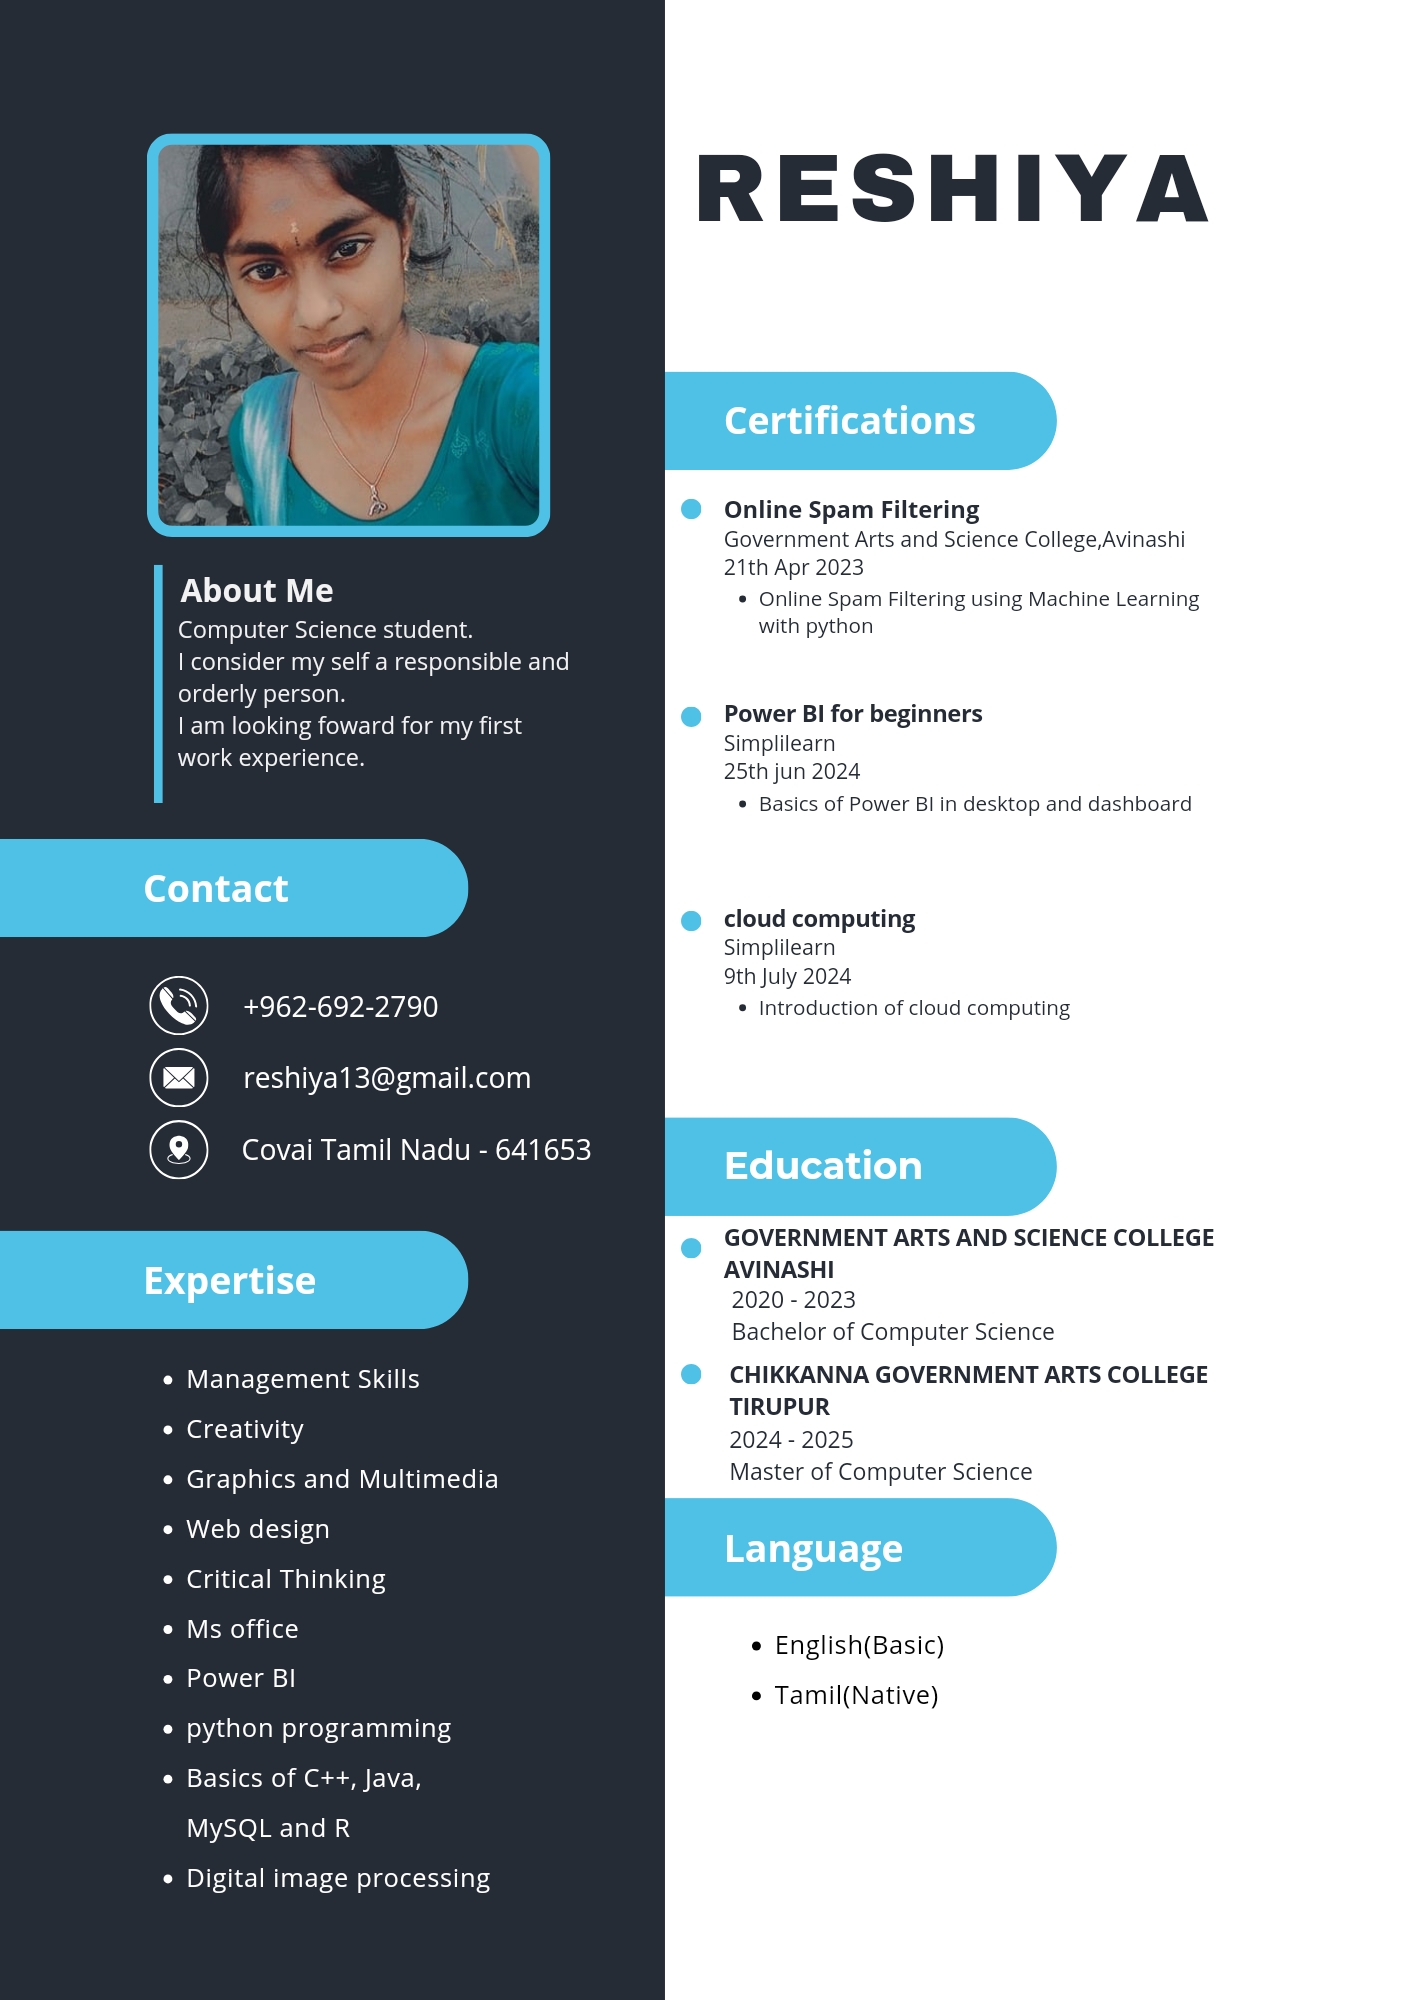 RESHIYA
About Me
Computer Science student.
I consider my self a responsible and
orderly person.
I am looking foward for my first
work experience.
Contact
+962-692-2790
reshiya13@gmail.com
Covai Tamil Nadu - 641653
Expertise
• Management Skills
• Creativity
• Graphics and Multimedia
• Web design
• Critical Thinking
• Ms office
• Power BI
• python programming
• Basics of C++, Java,
MySQL and R
• Digital image processing
Certifications
Online Spam Filtering
Government Arts and Science College,Avinashi
21th Apr 2023
• Online Spam Filtering using Machine Learning
with python
Power BI for beginners
Simplilearn
25th jun 2024
• Basics of Power BI in desktop and dashboard
cloud computing
Simplilearn
9th July 2024
• Introduction of cloud computing
Education
GOVERNMENT ARTS AND SCIENCE COLLEGE
AVINASHI
2020 - 2023
Bachelor of Computer Science
CHIKKANNA GOVERNMENT ARTS COLLEGE
TIRUPUR
2024 - 2025
Master of Computer Science
Language
• English(Basic)
• Tamil(Native)